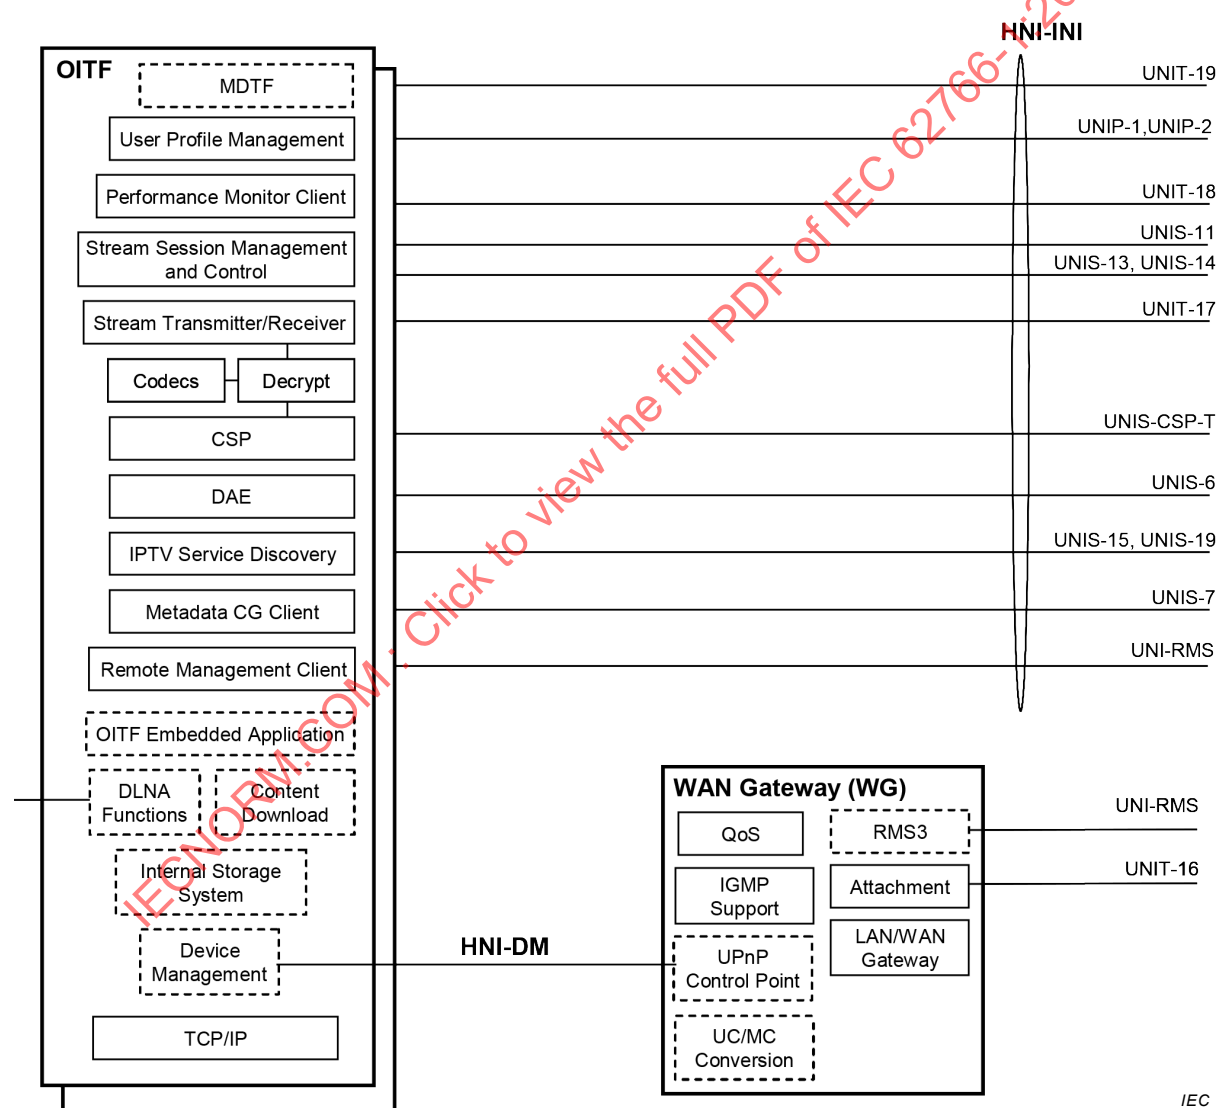 HNI-INI
OITF
MDTF
User Profile Management
Performance Monitor Client
Stream Session Management
and Control
Stream Transmitter/Receiver
Codecs
Decrypt
CSP
DAE
IPTV Service Discovery
Metadata CG Client
Remote Management Client
OITF Embedded Application
DLNA
Functions
Content
Download
Internal Storage
System
Device
Management
TCP/IP
UNIT-19
UNIP-1,UNIP-2
UNIT-18
UNIS-11
UNIS-13, UNIS-14
UNIT-17
UNIS-CSP-T
UNIS-6
UNIS-15, UNIS-19
UNIS-7
UNI-RMS
HNI-DM
WAN Gateway (WG)
QoS
RMS3
IGMP
Support
Attachment
UPnP
Control Point
LAN/WAN
Gateway
UC/MC
Conversion
UNI-RMS
UNIT-16
IEC
IECNORM.COM : Click to view the full PDF of IEC 62766-1:20